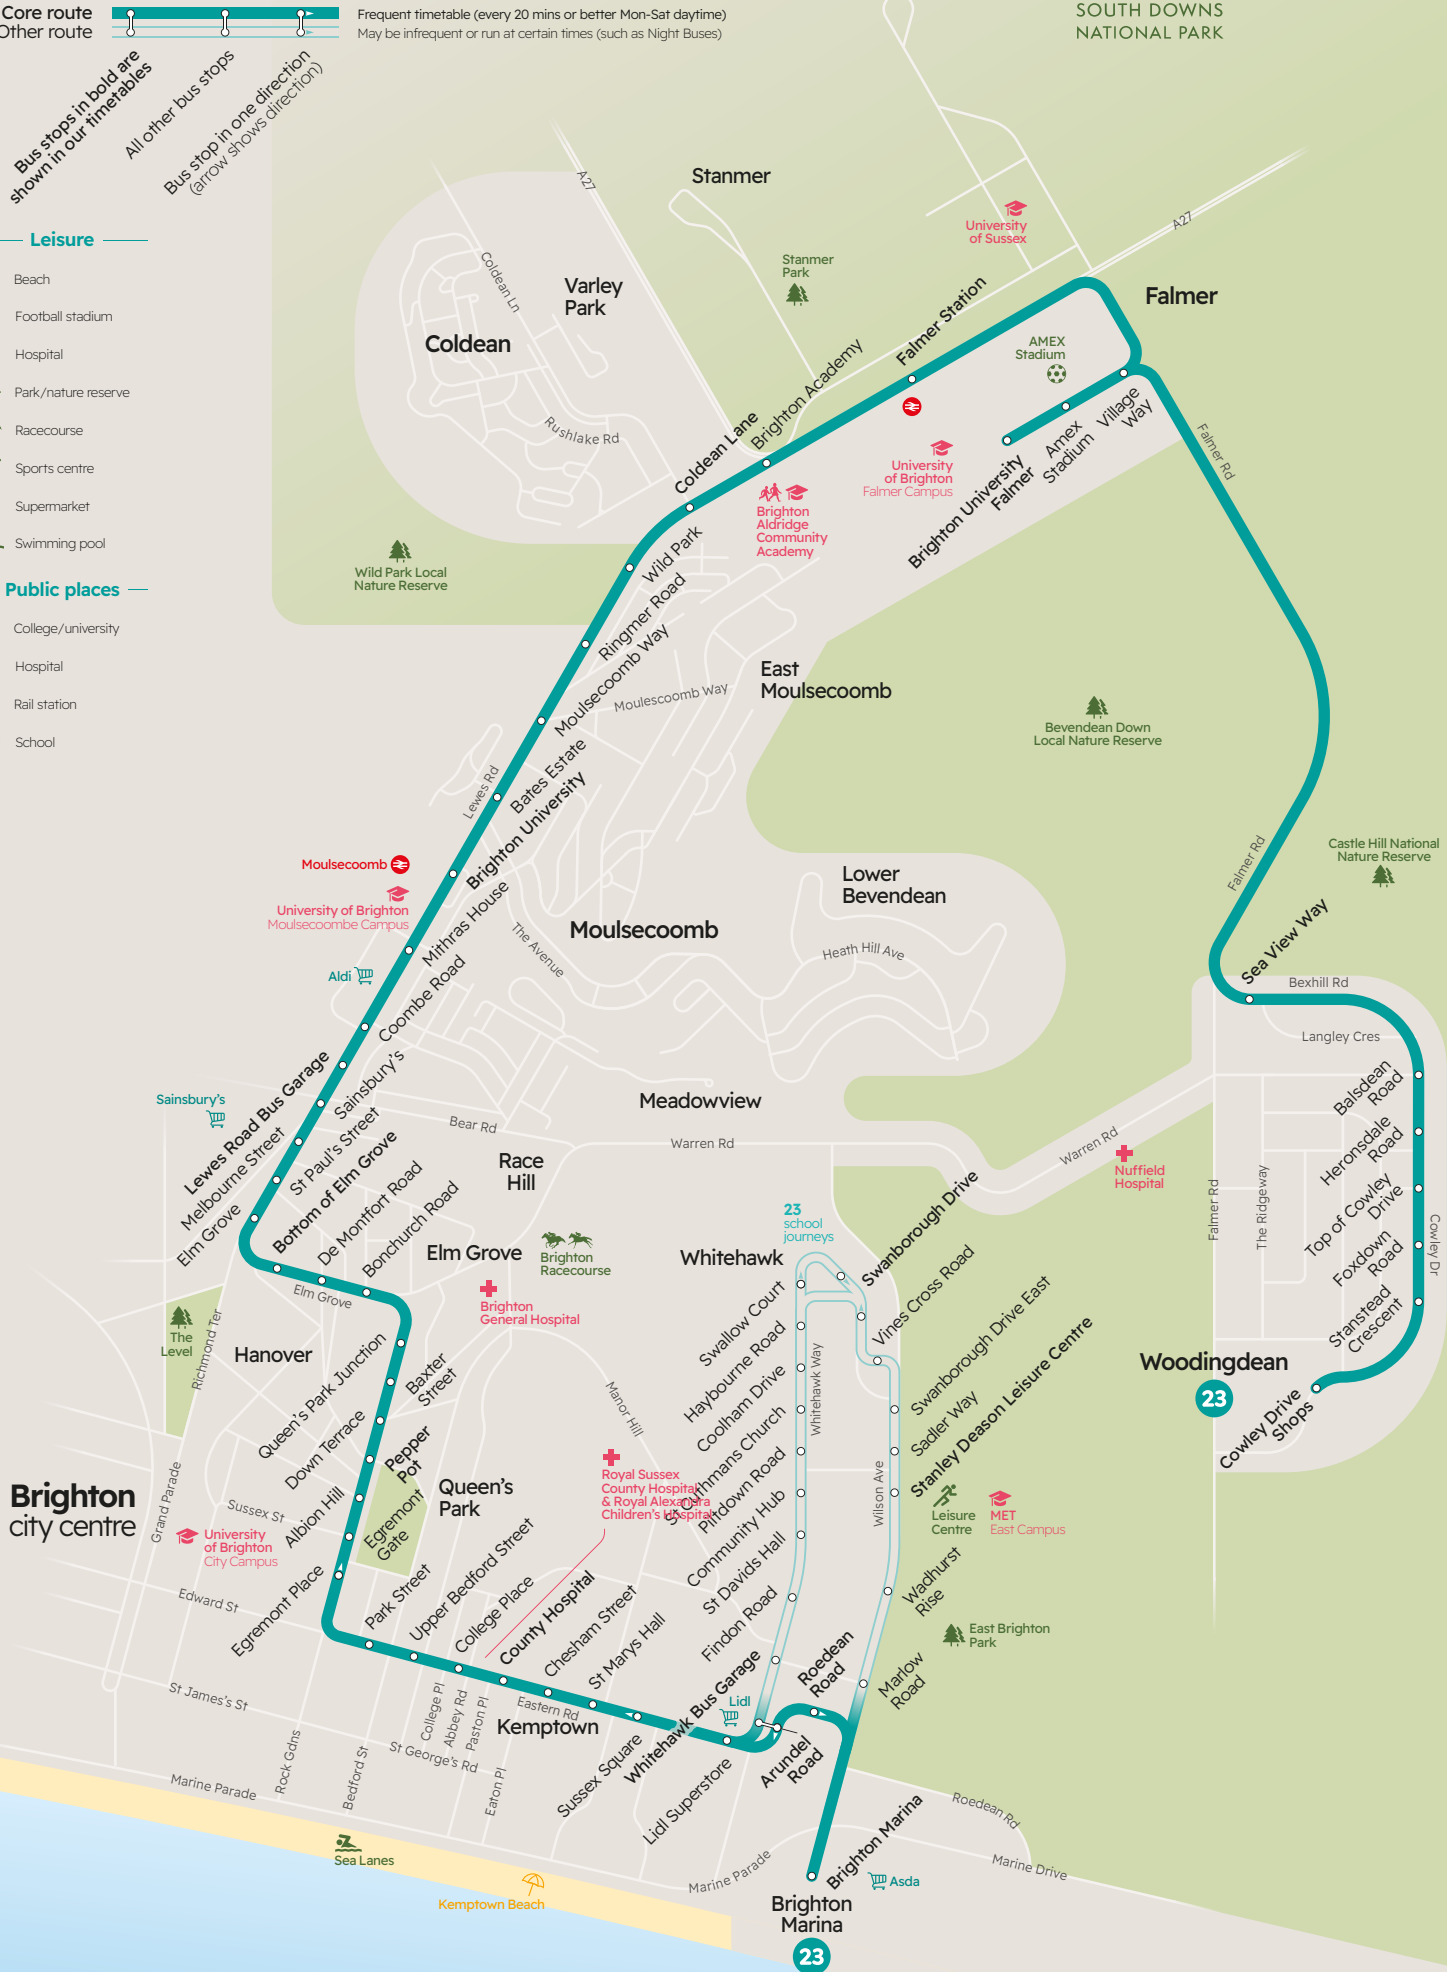 Core route
Other route
Frequent timetable (every 20 mins or better Mon-Sat daytime)
May be infrequent or run at certain times (such as Night Buses)
Bus stops in bold are
shown in our timetables
All other bus stops
Bus stop in one direction
(arrow shows direction)
Leisure
Beach
Football stadium
Hospital
Park/nature reserve
Racecourse
Sports centre
Supermarket
Swimming pool
Public places
College/university
Hospital
Rail station
School
SOUTH DOWNS
NATIONAL PARK
A27
Stanmer
University
of Sussex
A27
Stanmer
Park
Coldean Ln
Varley
Park
Coldean
Falmer Station
Falmer
AMEX
Stadium
Brighton Academy
Village
Way
Amex
Stadium
Brighton University
Falmer
Falmer Rd
Rushlake Rd
Coldean Lane
University
of Brighton
Falmer Campus
Brighton
Aldridge
Community
Academy
Wild Park Local
Nature Reserve
Wild Park
Ringmer Road
Moulsecoomb Way
Moulescoomb Way
East
Moulsecoomb
Bevendean Down
Local Nature Reserve
Lewes Rd
Bates Estate
Brighton University
Moulsecoomb
University of Brighton
Moulsecoombe Campus
Mithras House
Aldi
Coombe Road
The Avenue
Moulsecoomb
Lower
Bevendean
Heath Hill Ave
Falmer Rd
Castle Hill National
Nature Reserve
Sea View Way
Bexhill Rd
Langley Cres
Balsdean
Road
Heronsdale
Road
Top of Cowley
Drive
Foxdown
Road
Stanstead
Crescent
Cowley Dr
The Ridgeway
Falmer Rd
Woodingdean
23
Cowley Drive
Shops
Sainsbury's
Lewes Road Bus Garage
Sainsbury's
Melbourne Street
St Paul's Street
Elm Grove
Bottom of Elm Grove
De Montfort Road
Bonchurch Road
Bear Rd
Meadowview
Warren Rd
Warren Rd
Nuffield
Hospital
Race
Hill
Elm Grove
Elm Grove
Brighton
Racecourse
Brighton
General Hospital
Whitehawk
23
school
journeys
Swanborough Drive
Vines Cross Road
Swanborough Drive East
Sadler Way
Stanley Deason Leisure Centre
Swallow Court
Haybourne Road
Coolham Drive
St Cuthmans Church
Piltdown Road
Community Hub
St Davids Hall
Findon Road
Whitehawk Bus Garage
Whitehawk Way
Wilson Ave
Leisure
Centre
MET
East Campus
Wadhurst
Rise
East Brighton
Park
Marlow
Road
Roedean
Road
The
Level
Richmond Ter
Hanover
Queen's Park Junction
Baxter
Street
Down Terrace
Pepper
Pot
Albion Hill
Egremont
Gate
Egremont Place
Queen's
Park
Manor Hill
Royal Sussex
County Hospital
& Royal Alexandra
Children's Hospital
Brighton
city centre
Grand Parade
Sussex St
University
of Brighton
City Campus
Edward St
Park Street
Upper Bedford Street
College Place
County Hospital
Chesham Street
St Marys Hall
Eastern Rd
Kemptown
Sussex Square
Lidl
Lidl Superstore
Arundel
Road
St James's St
College Pl
Abbey Rd
Paston Pl
St George's Rd
Rock Gdns
Bedford St
Eaton Pl
Marine Parade
Sea Lanes
Kemptown Beach
Marine Parade
Roedean Rd
Marine Drive
Brighton Marina
Asda
Brighton
Marina
23